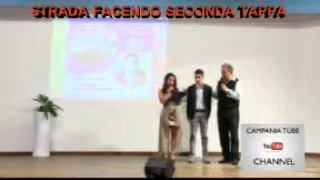 STRADA FACENDO SECONDA TAPPA
CAMPANIA TUBE
YouTube
CHANNEL